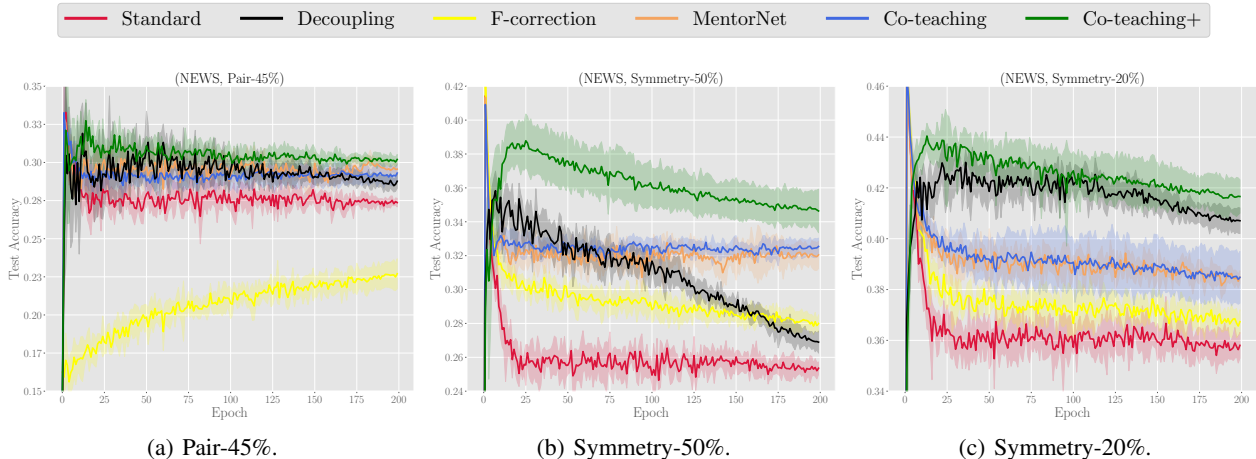 Standard Decoupling F-correction MentorNet Co-teaching Co-teaching+
(NEWS, Pair-45%)
0.35
0.33
0.30
0.28
0.25
0.23
0.20
0.17
0.15
Test Accuracy
0 25 50 75 100 125 150 175 200
Epoch
(a) Pair-45%.
(NEWS, Symmetry-50%)
0.42
0.40
0.38
0.36
0.34
0.32
0.30
0.28
0.26
0.24
Test Accuracy
0 25 50 75 100 125 150 175 200
Epoch
(b) Symmetry-50%.
(NEWS, Symmetry-20%)
0.46
0.44
0.42
0.40
0.38
0.36
0.34
Test Accuracy
0 25 50 75 100 125 150 175 200
Epoch
(c) Symmetry-20%.